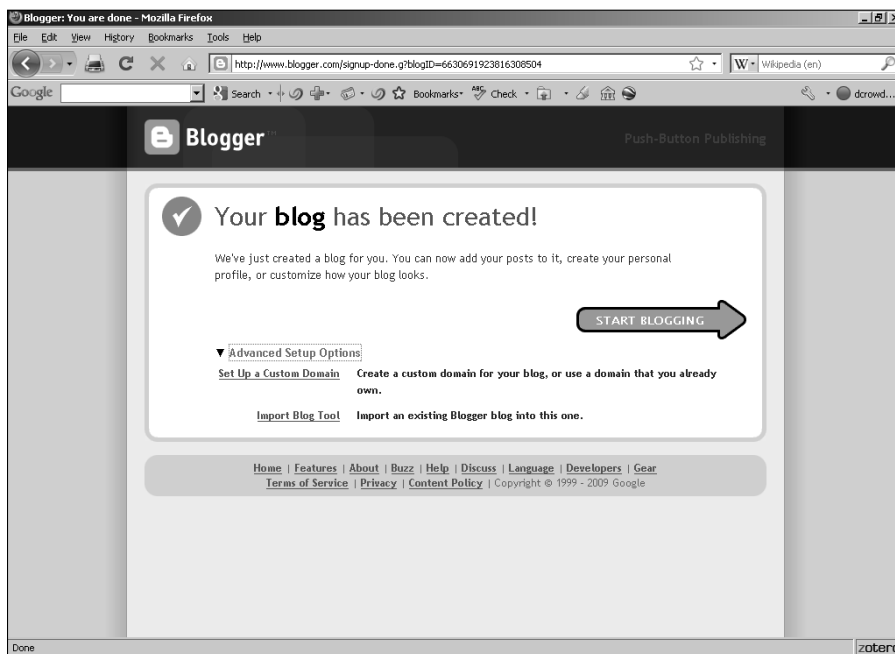 Blogger: You are done - Mozilla Firefox
File Edit View History Bookmarks Tools Help
http://www.blogger.com/signup-done.g?blogID=6630691923816308504 W Wikipedia (en)
Google Search Bookmarks ABC Check dcrowd...
Blogger™ Push-Button Publishing
Your blog has been created!
We've just created a blog for you. You can now add your posts to it, create your personal
profile, or customize how your blog looks.
START BLOGGING
▼ Advanced Setup Options
Set Up a Custom Domain Create a custom domain for your blog, or use a domain that you already
own.
Import Blog Tool Import an existing Blogger blog into this one.
Home | Features | About | Buzz | Help | Discuss | Language | Developers | Gear
Terms of Service | Privacy | Content Policy | Copyright © 1999 - 2009 Google
Done zotero